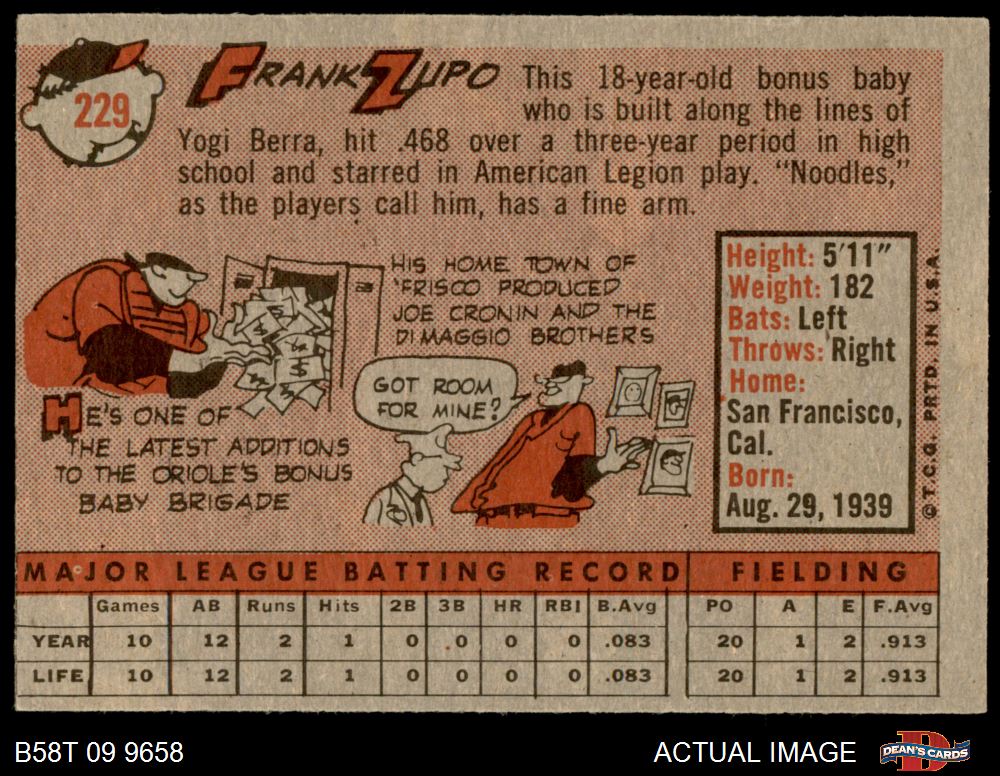 229
FRANK ZUPO
This 18-year-old bonus baby
who is built along the lines of
Yogi Berra, hit .468 over a three-year period in high
school and starred in American Legion play. “Noodles,”
as the players call him, has a fine arm.
HIS HOME TOWN OF
'FRISCO PRODUCED
JOE CRONIN AND THE
DIMAGGIO BROTHERS
GOT ROOM
FOR MINE?
HE'S ONE OF
THE LATEST ADDITIONS
TO THE ORIOLE'S BONUS
BABY BRIGADE
Height: 5'11"
Weight: 182
Bats: Left
Throws: Right
Home:
San Francisco,
Cal.
Born:
Aug. 29, 1939
© T.C.G. PRTD. IN U.S.A.
MAJOR LEAGUE BATTING RECORD FIELDING
Games AB Runs Hits 2B 3B HR RBI B.Avg PO A E F.Avg
YEAR 10 12 2 1 0 0 0 0 .083 20 1 2 .913
LIFE 10 12 2 1 0 0 0 0 .083 20 1 2 .913
B58T 09 9658
ACTUAL IMAGE
DEAN'S CARDS